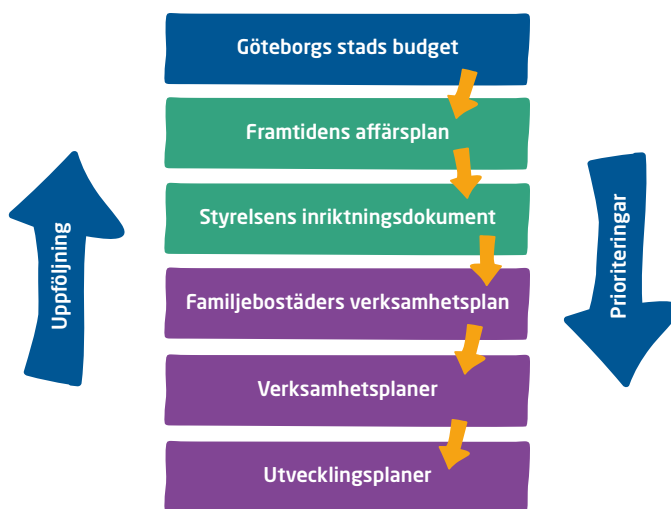 Göteborgs stads budget
Framtidens affärsplan
Styrelsens inriktningsdokument
Familjebostäders verksamhetsplan
Verksamhetsplaner
Utvecklingsplaner
Uppföljning
Prioriteringar